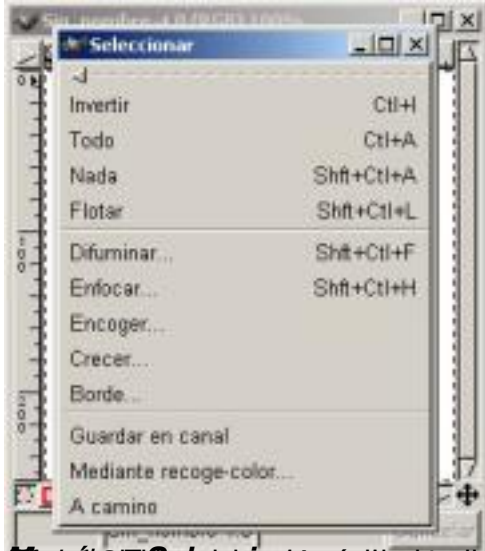 Seleccionar
Invertir Ctl+I
Todo Ctl+A
Nada Shft+Ctl+A
Flotar Shft+Ctl+L
Difuminar... Shft+Ctl+F
Enfocar... Shft+Ctl+H
Encoger...
Crecer...
Borde...
Guardar en canal
Mediante recoge-color...
A camino